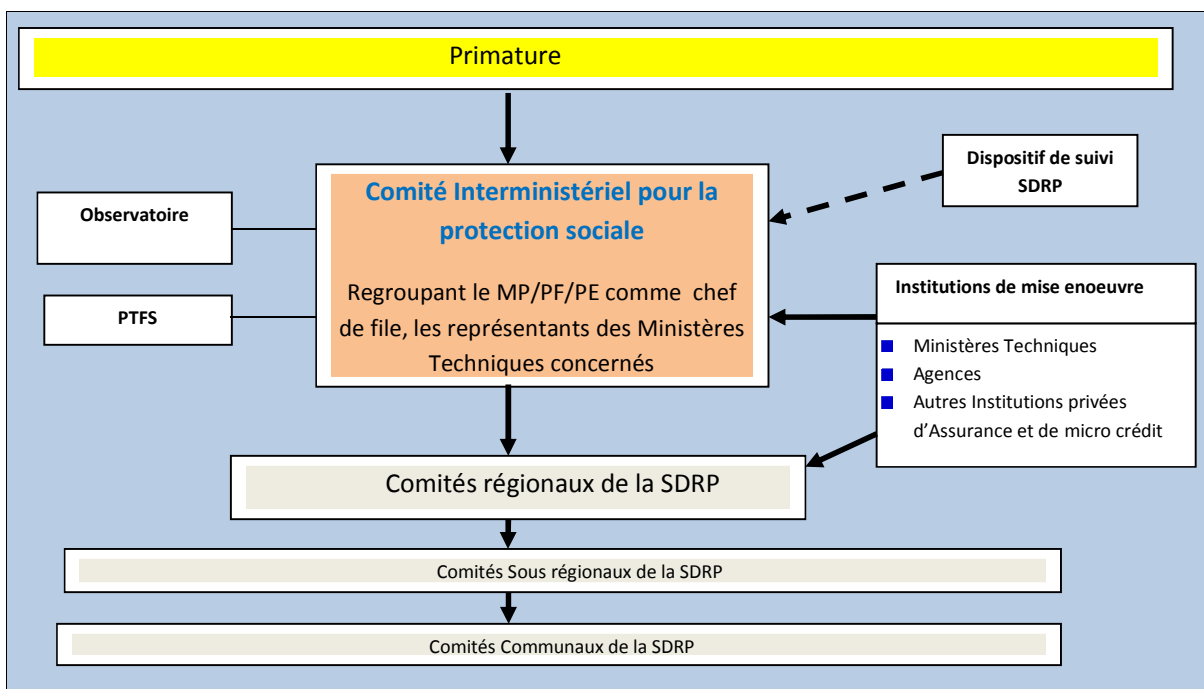 Primature
Dispositif de suivi
SDRP
Comité Interministériel pour la
protection sociale
Regroupant le MP/PF/PE comme chef
de file, les représentants des Ministères
Techniques concernés
Observatoire
PTFS
Institutions de mise enoeuvre
Ministères Techniques
Agences
Autres Institutions privées
d’Assurance et de micro crédit
Comités régionaux de la SDRP
Comités Sous régionaux de la SDRP
Comités Communaux de la SDRP